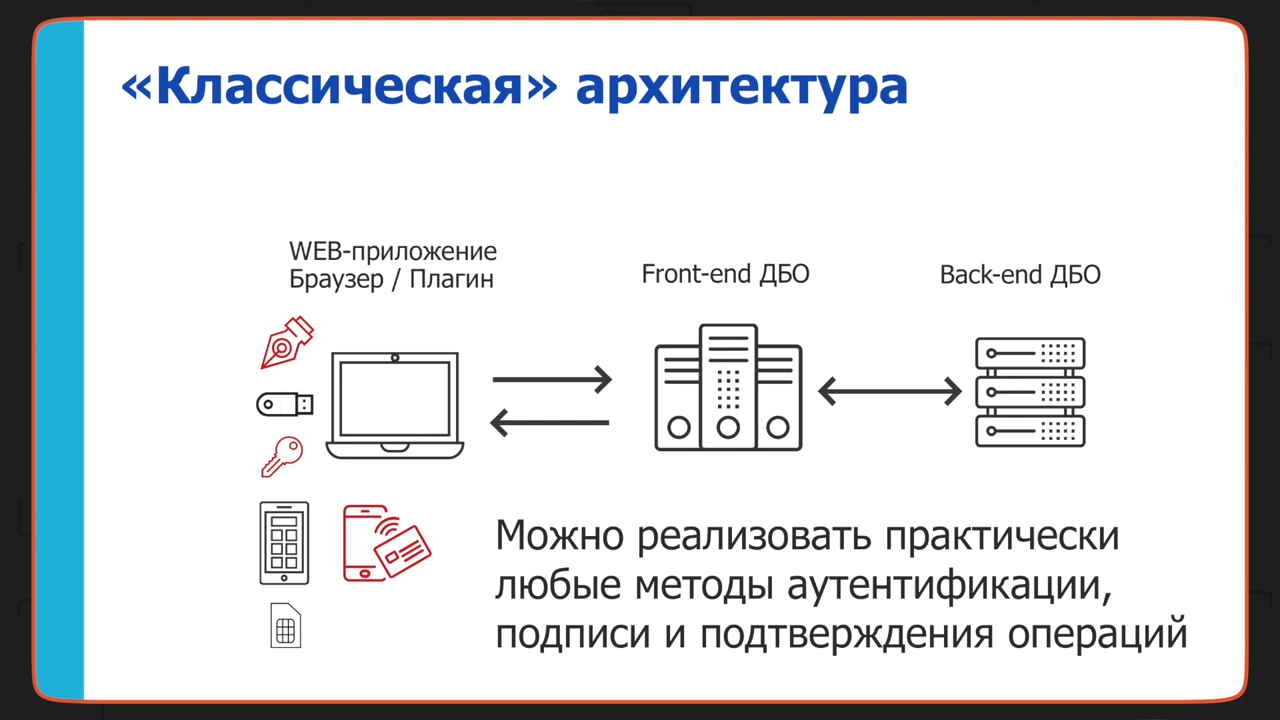 «Классическая» архитектура
WEB-приложение
Браузер / Плагин
Front-end ДБО
Back-end ДБО
Можно реализовать практически
любые методы аутентификации,
подписи и подтверждения операций